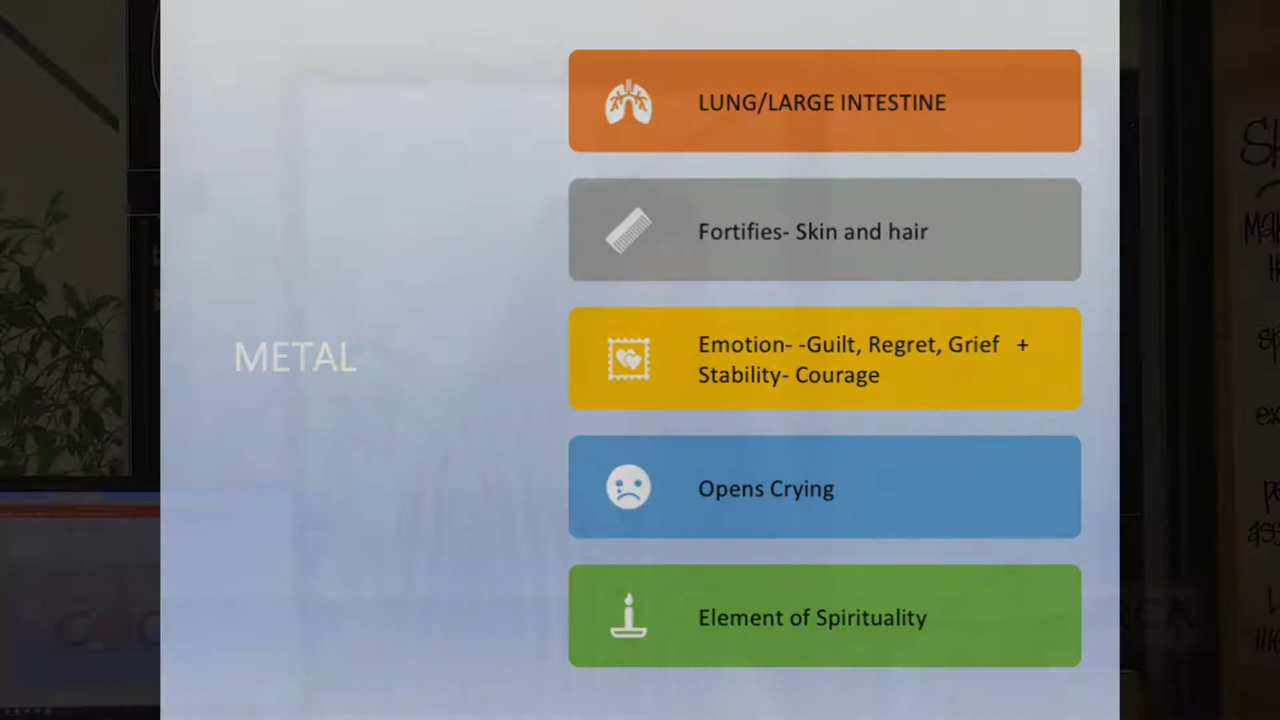 LUNG/LARGE INTESTINE
Fortifies- Skin and hair
METAL
Emotion- -Guilt, Regret, Grief +
Stability- Courage
Opens Crying
Element of Spirituality